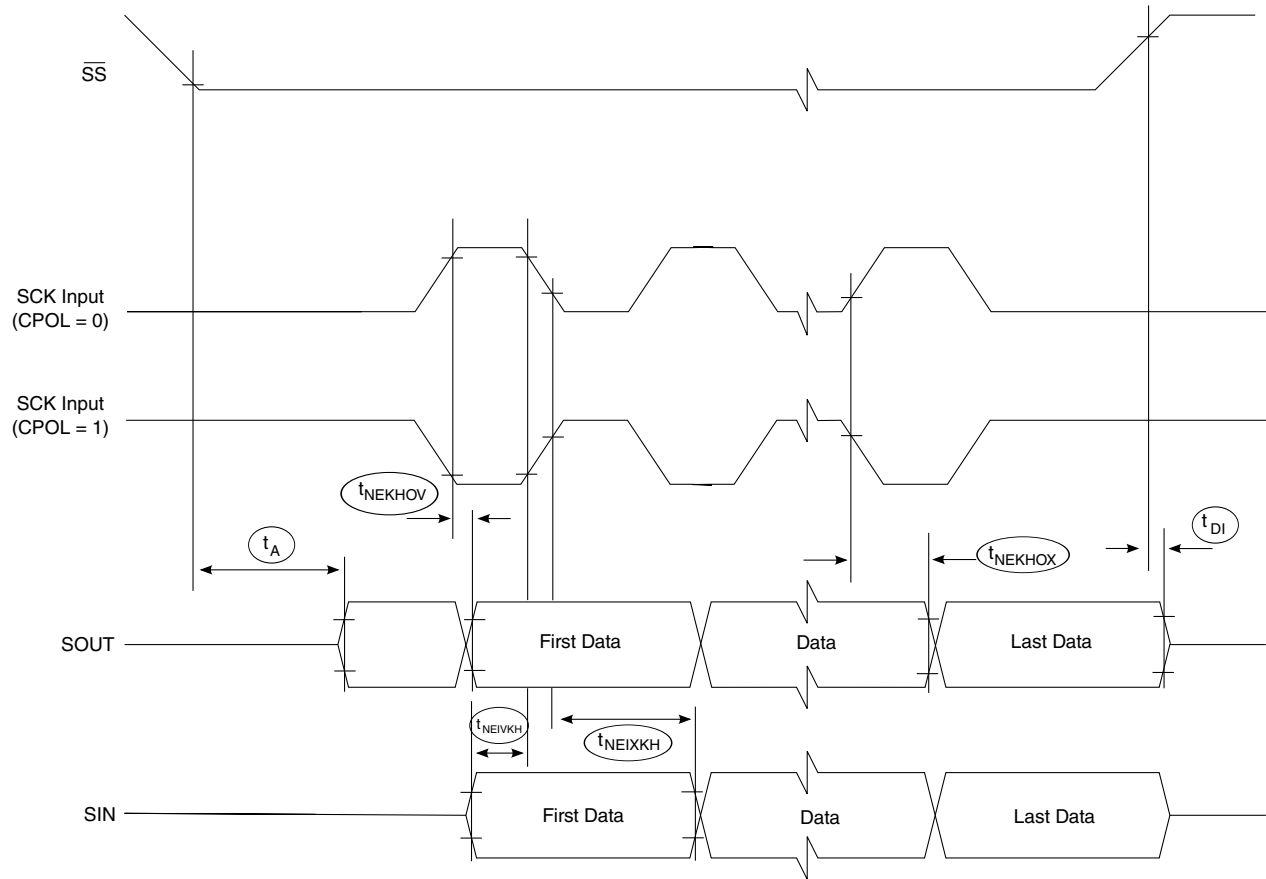 SS
SCK Input
(CPOL = 0)
SCK Input
(CPOL = 1)
tNEKHOV
tA
tNEKHOX
tDI
SOUT
First Data
Data
Last Data
tNEIVKH
tNEIXKH
SIN
First Data
Data
Last Data